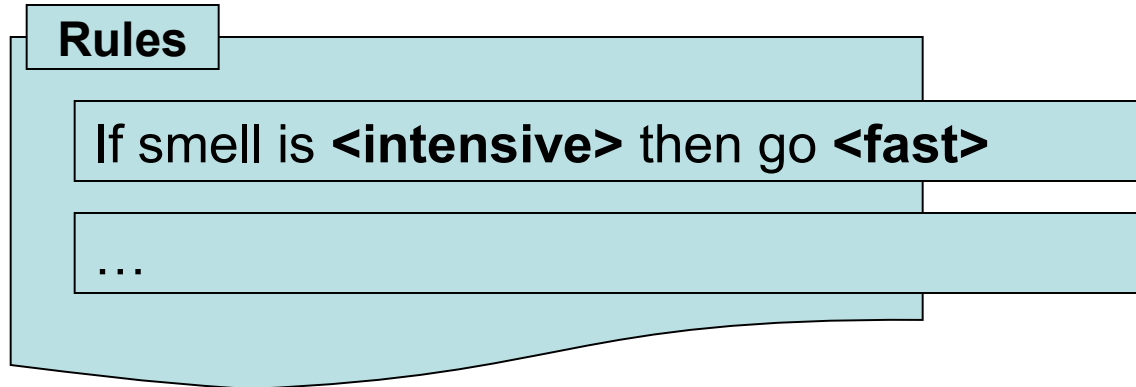 Rules
If smell is <intensive> then go <fast>
…